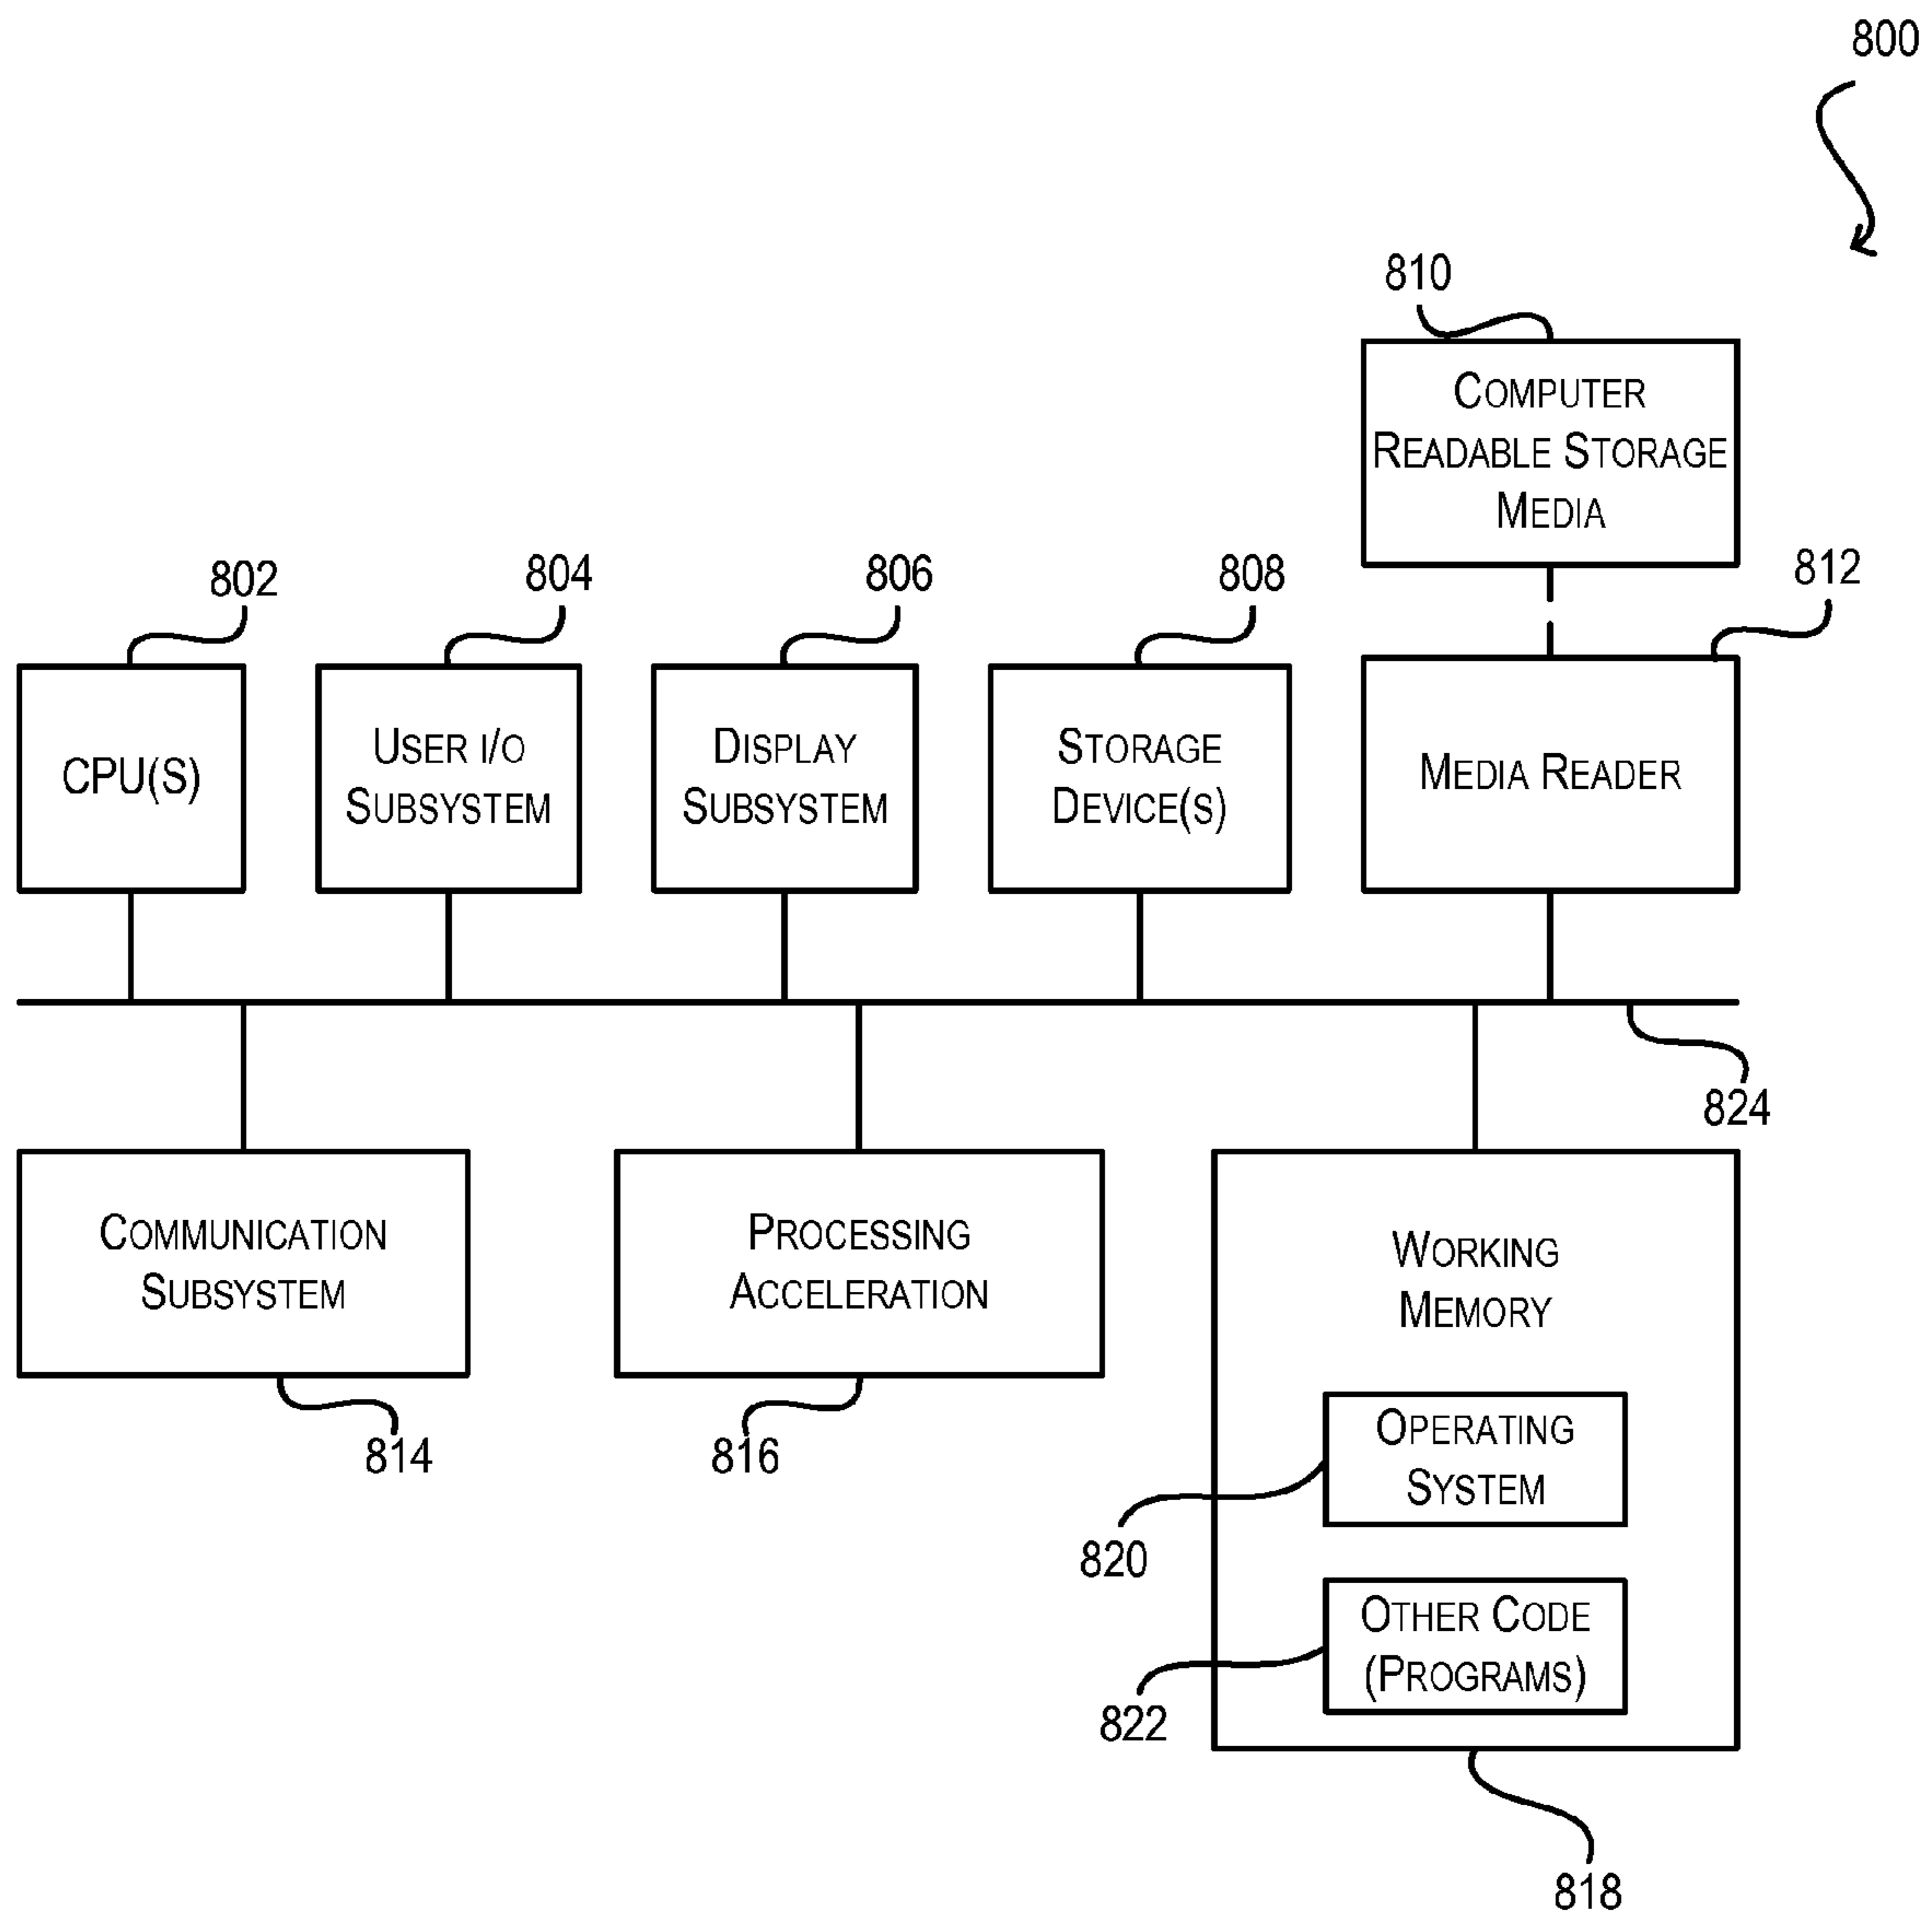 800
810
COMPUTER
READABLE STORAGE
MEDIA
802
804
806
808
812
CPU(S)
USER I/O
SUBSYSTEM
DISPLAY
SUBSYSTEM
STORAGE
DEVICE(S)
MEDIA READER
824
COMMUNICATION
SUBSYSTEM
PROCESSING
ACCELERATION
WORKING
MEMORY
814
816
OPERATING
SYSTEM
820
OTHER CODE
(PROGRAMS)
822
818